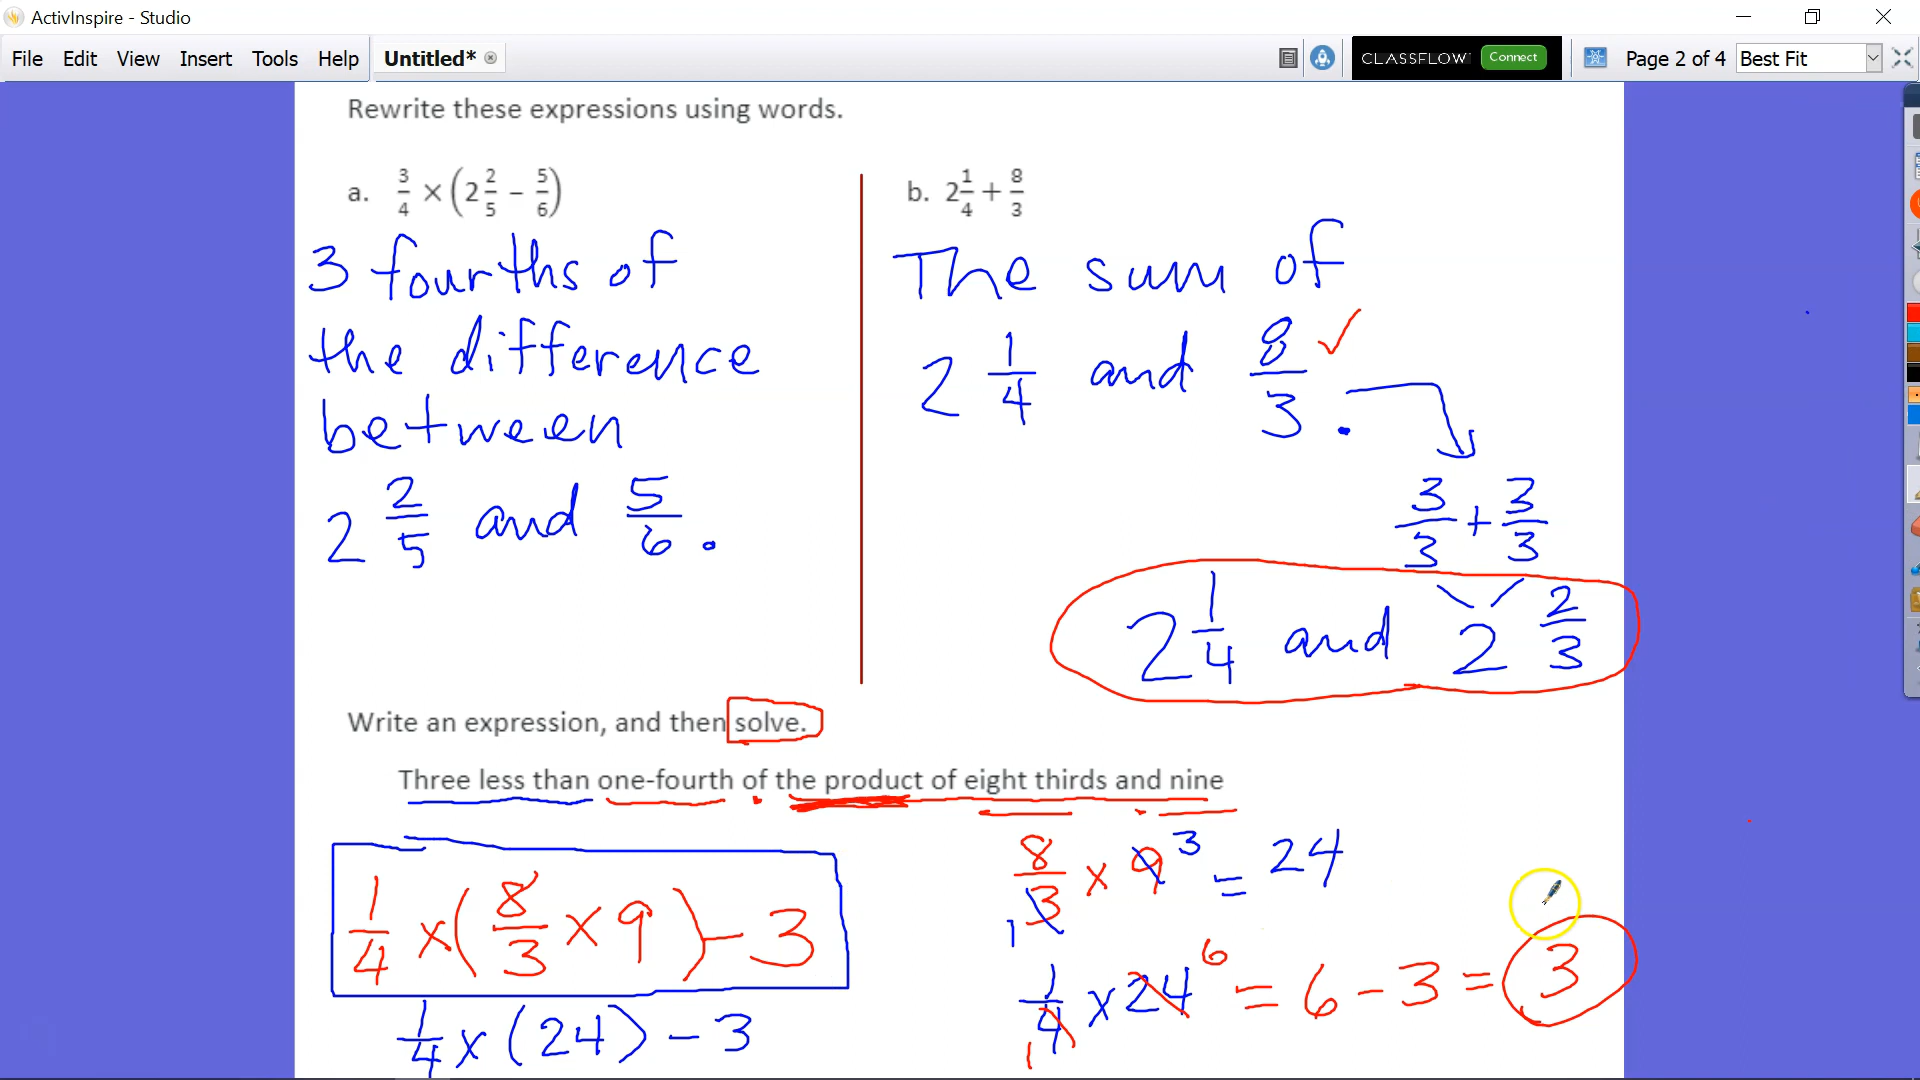 ActivInspire - Studio
File Edit View Insert Tools Help Untitled* CLASSFLOW Connect Page 2 of 4 Best Fit
Rewrite these expressions using words.
a. 3/4 × (2 2/5 − 5/6)
3 fourths of
the difference
between
2 2/5 and 5/6 .
b. 2 1/4 + 8/3
The sum of
2 1/4 and 8/3 . ✓
3/3 + 3/3
2 1/4 and 2 2/3
Write an expression, and then solve.
Three less than one-fourth of the product of eight thirds and nine
1/4 × ( 8/3 × 9 ) − 3
1/4 × (24) − 3
8/3 × 9 = 24
3
1
1/4 × 24 = 6 − 3 = 3
6
1